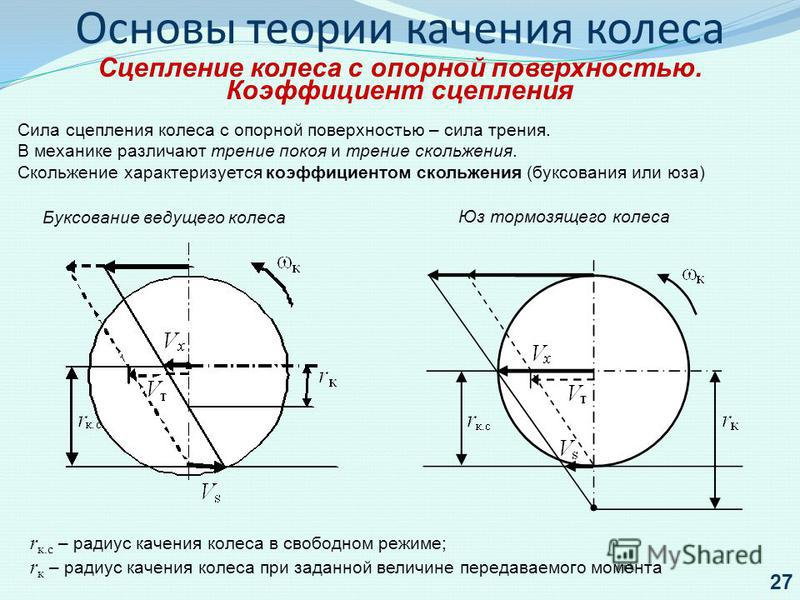 Основы теории качения колеса
Сцепление колеса с опорной поверхностью.
Коэффициент сцепления
Сила сцепления колеса с опорной поверхностью – сила трения.
В механике различают трение покоя и трение скольжения.
Скольжение характеризуется коэффициентом скольжения (буксования или юза)
Буксование ведущего колеса
Юз тормозящего колеса
ωк
Vx
Vт
rк
rк.с
Vs
ωк
Vx
Vт
rк.с
rк
Vs
rк.с – радиус качения колеса в свободном режиме;
rк – радиус качения колеса при заданной величине передаваемого момента
MyShared
27